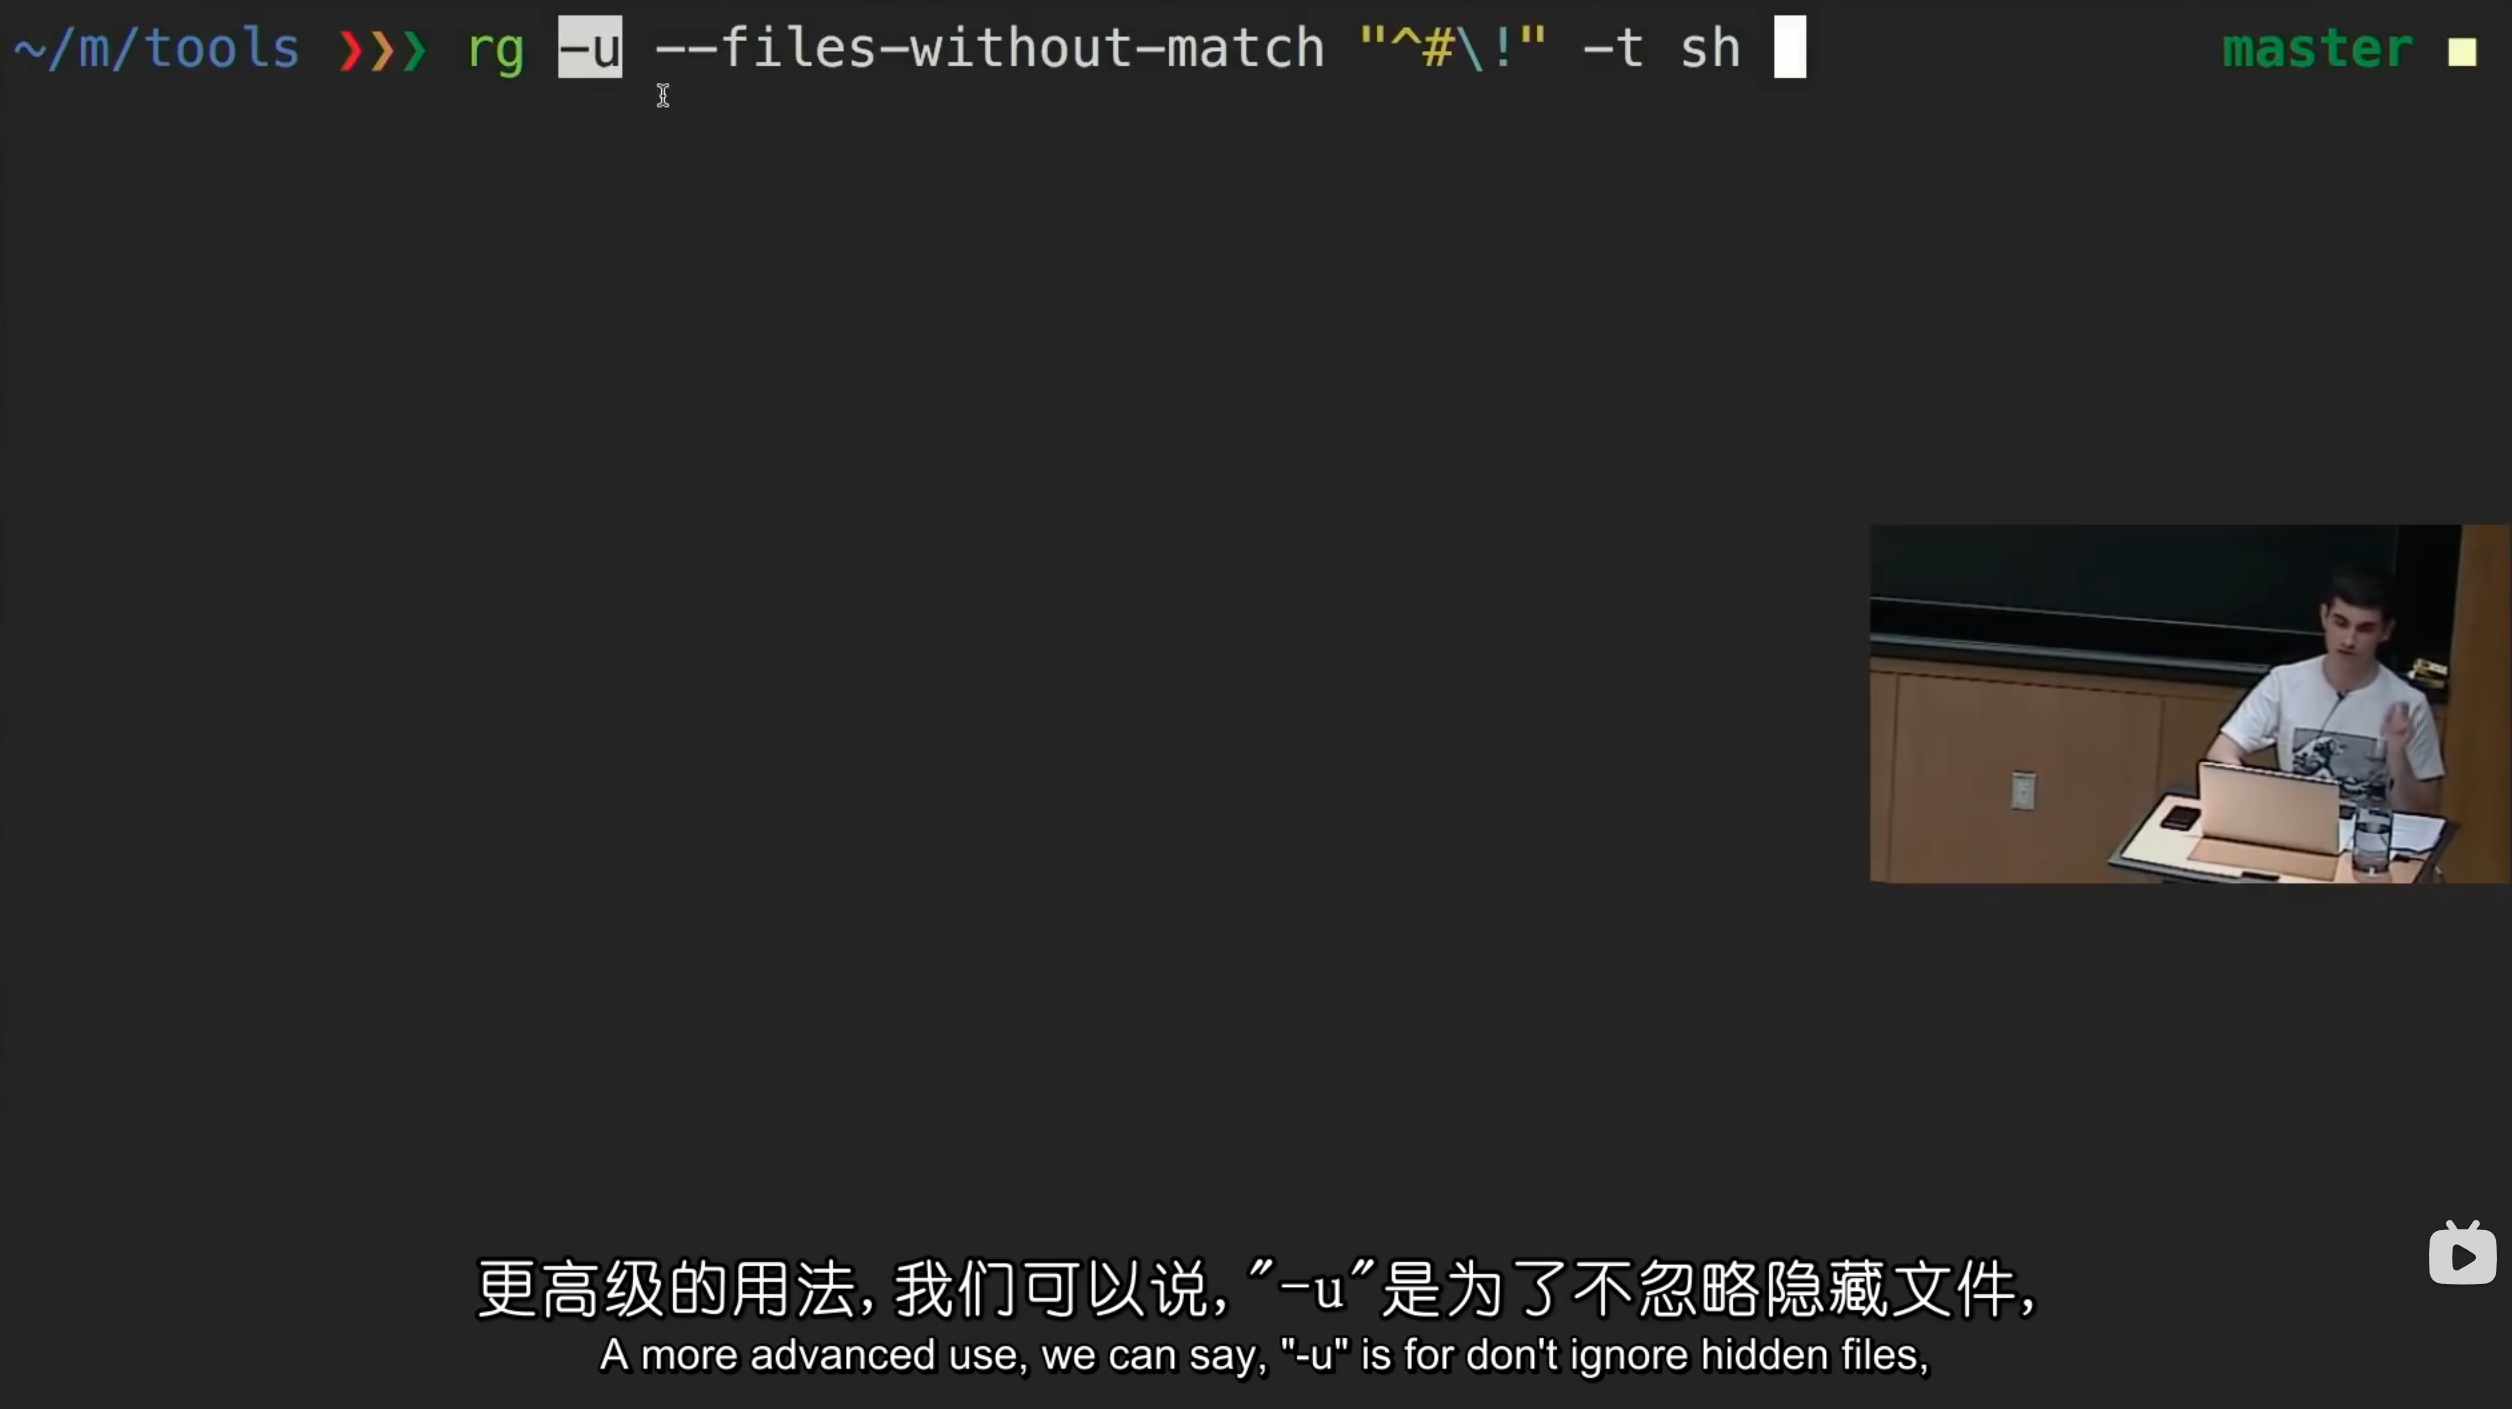 ~/m/tools ❯❯❯ rg -u --files-without-match "^#\!" -t sh master
更高级的用法,我们可以说,"-u"是为了不忽略隐藏文件,
A more advanced use, we can say, "-u" is for don't ignore hidden files,